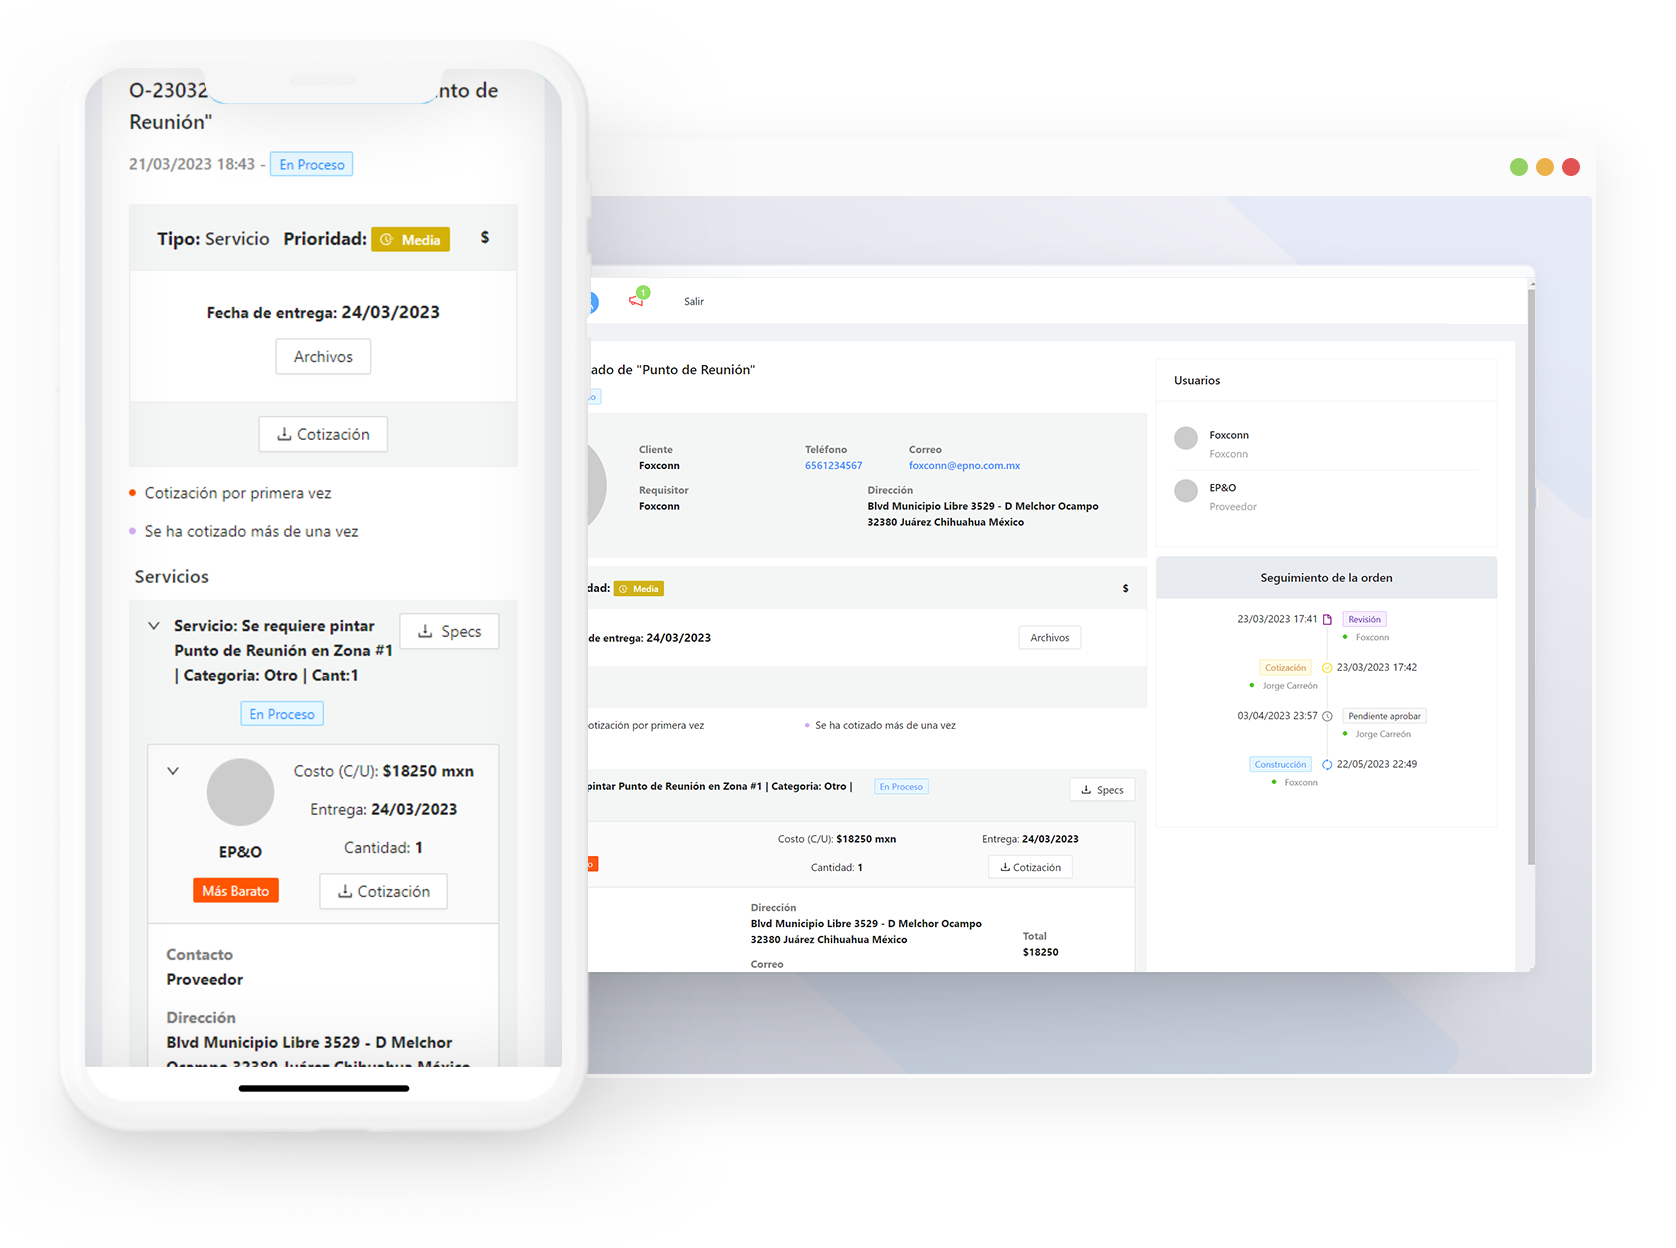 O-23032
nto de
Reunión"
21/03/2023 18:43 - En Proceso
Tipo: Servicio Prioridad: Media $
Fecha de entrega: 24/03/2023
Archivos
Cotización
Cotización por primera vez
Se ha cotizado más de una vez
Servicios
Servicio: Se requiere pintar
Punto de Reunión en Zona #1
| Categoria: Otro | Cant:1
Specs
En Proceso
Costo (C/U): $18250 mxn
Entrega: 24/03/2023
Cantidad: 1
EP&O
Más Barato
Cotización
Contacto
Proveedor
Dirección
Blvd Municipio Libre 3529 - D Melchor
Ocampo 32380 Juárez Chihuahua México
1
Salir
ado de "Punto de Reunión"
so
Cliente
Foxconn
Teléfono
6561234567
Correo
foxconn@epno.com.mx
Requisitor
Foxconn
Dirección
Blvd Municipio Libre 3529 - D Melchor Ocampo
32380 Juárez Chihuahua México
dad: Media $
de entrega: 24/03/2023
Archivos
otización por primera vez
Se ha cotizado más de una vez
pintar Punto de Reunión en Zona #1 | Categoria: Otro |
En Proceso
Specs
Costo (C/U): $18250 mxn
Entrega: 24/03/2023
o
Cantidad: 1
Cotización
Dirección
Blvd Municipio Libre 3529 - D Melchor Ocampo
32380 Juárez Chihuahua México
Total
$18250
Correo
Usuarios
Foxconn
Foxconn
EP&O
Proveedor
Seguimiento de la orden
23/03/2023 17:41 Revisión
Foxconn
Cotización 23/03/2023 17:42
Jorge Carreón
03/04/2023 23:57 Pendiente aprobar
Jorge Carreón
Construcción 22/05/2023 22:49
Foxconn